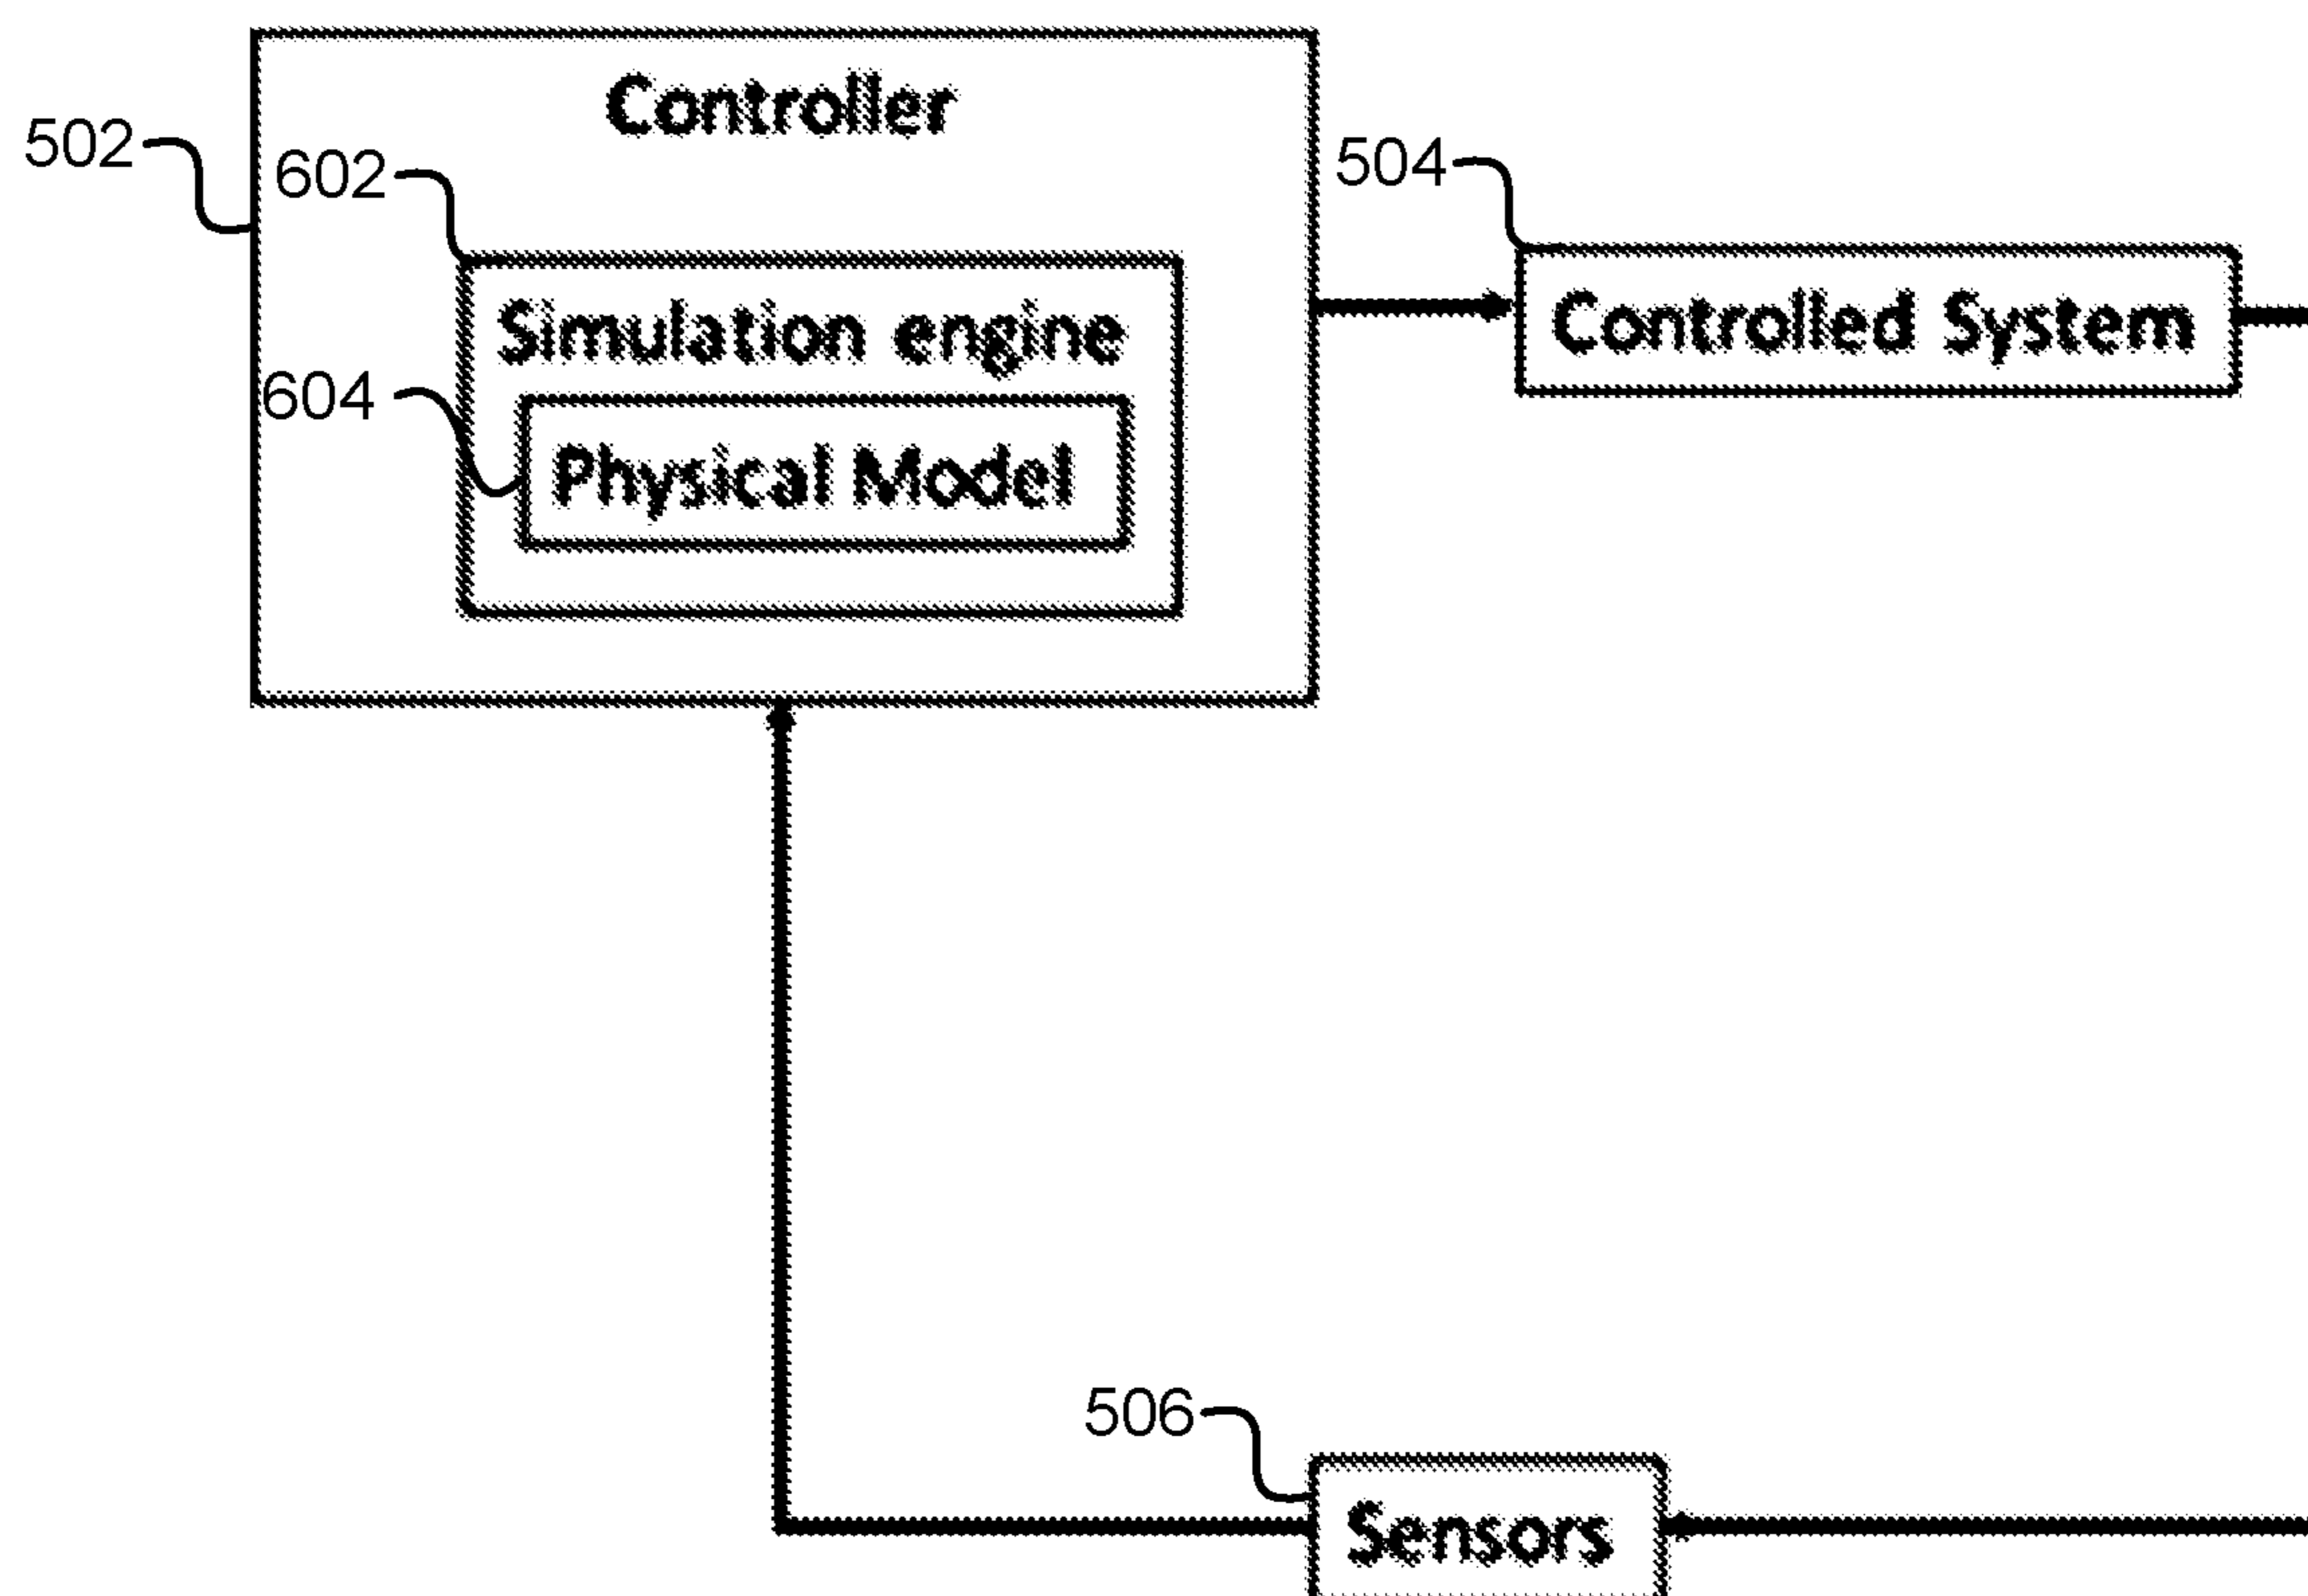 Controller
502
602
504
Simulation engine
Controlled System
604
Physical Model
506
Sensors